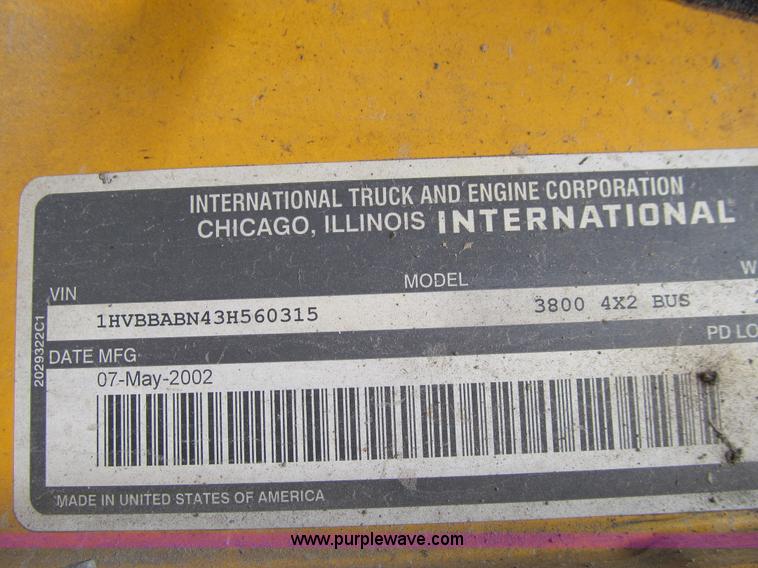 INTERNATIONAL TRUCK AND ENGINE CORPORATION
CHICAGO, ILLINOIS INTERNATIONAL
VIN MODEL W
1HVBBABN43H560315 3800 4X2 BUS
PD LO
DATE MFG
07-May-2002
MADE IN UNITED STATES OF AMERICA
2029322C1
www.purplewave.com